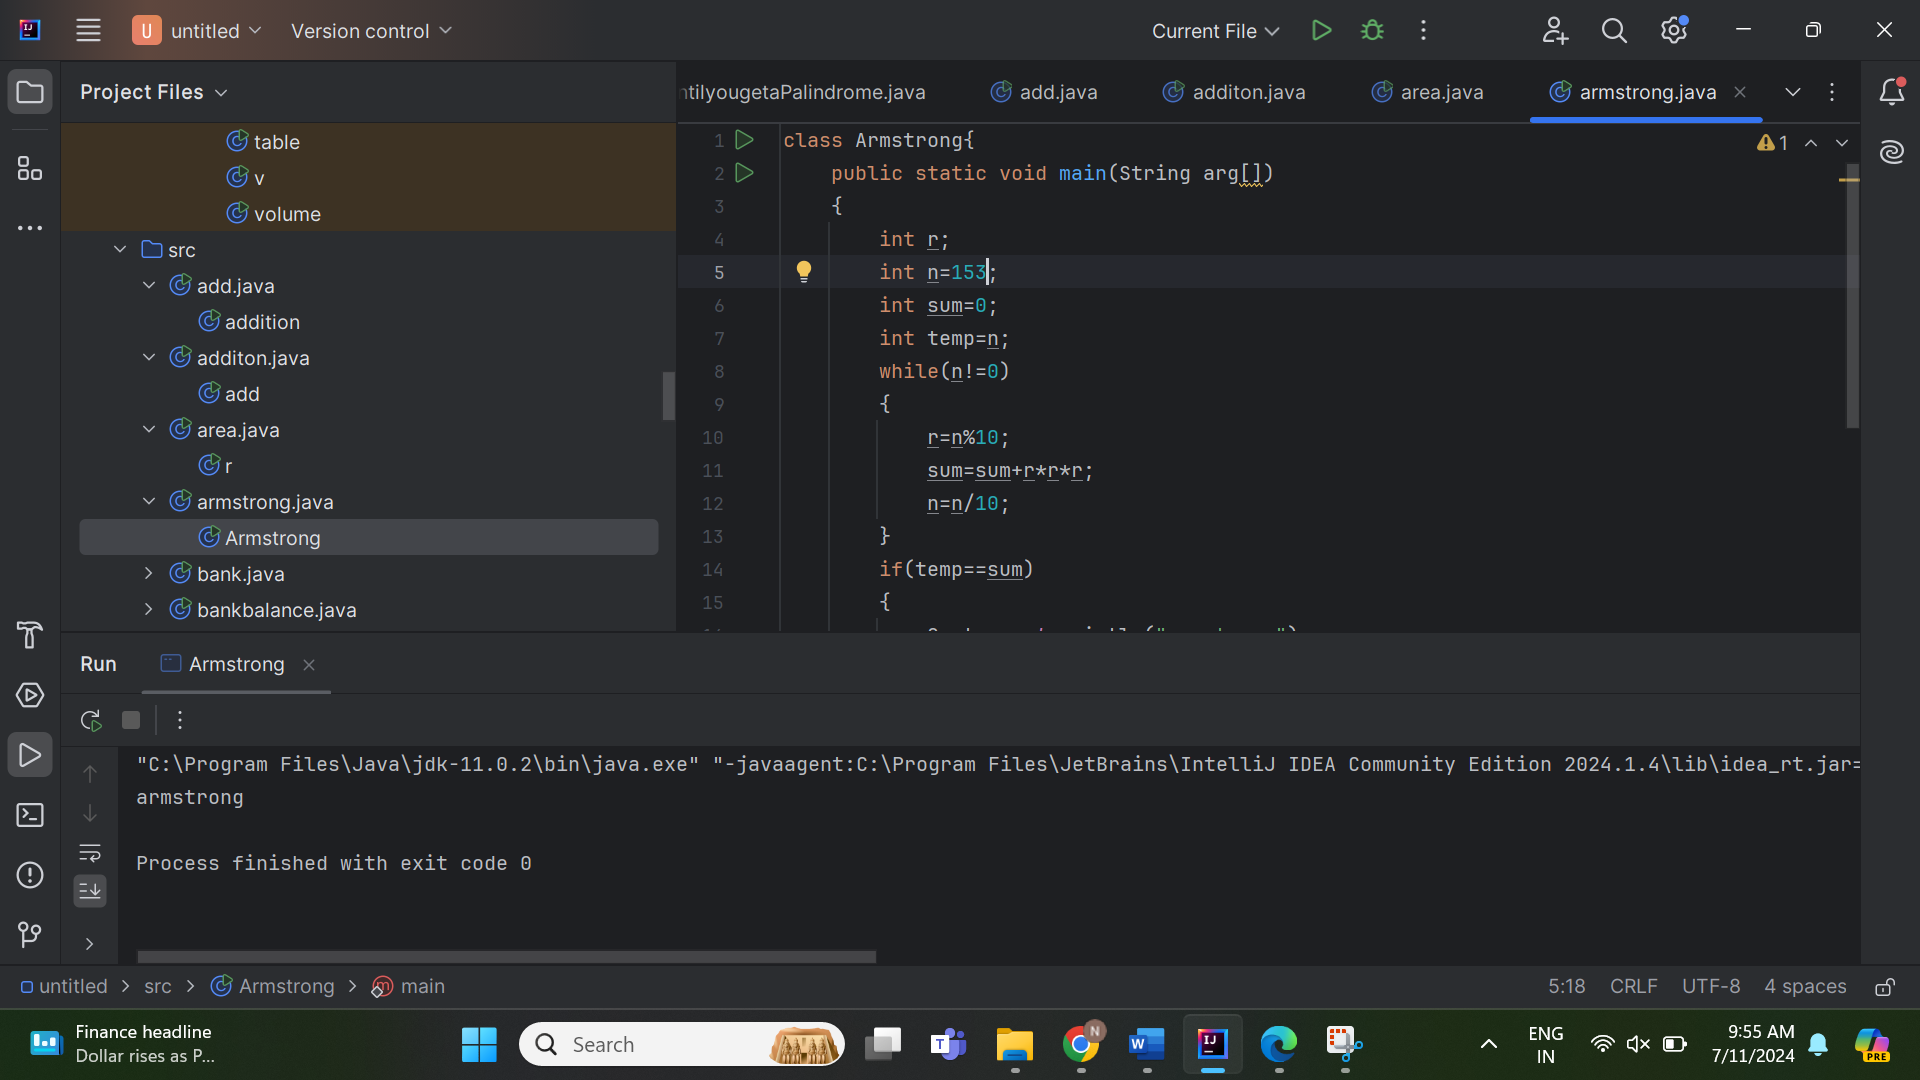 U untitled Version control Current File
Project Files
ntilyougetaPalindrome.java add.java additon.java area.java armstrong.java
table
v
volume
src
add.java
addition
additon.java
add
area.java
r
armstrong.java
Armstrong
bank.java
bankbalance.java
1 class Armstrong{
2 public static void main(String arg[])
3 {
4 int r;
5 int n=153;
6 int sum=0;
7 int temp=n;
8 while(n!=0)
9 {
10 r=n%10;
11 sum=sum+r*r*r;
12 n=n/10;
13 }
14 if(temp==sum)
15 {
1
Run Armstrong
"C:\Program Files\Java\jdk-11.0.2\bin\java.exe" "-javaagent:C:\Program Files\JetBrains\IntelliJ IDEA Community Edition 2024.1.4\lib\idea_rt.jar=
armstrong
Process finished with exit code 0
untitled > src > Armstrong > main 5:18 CRLF UTF-8 4 spaces
Finance headline
Dollar rises as P...
Search
ENG
IN
9:55 AM
7/11/2024
PRE